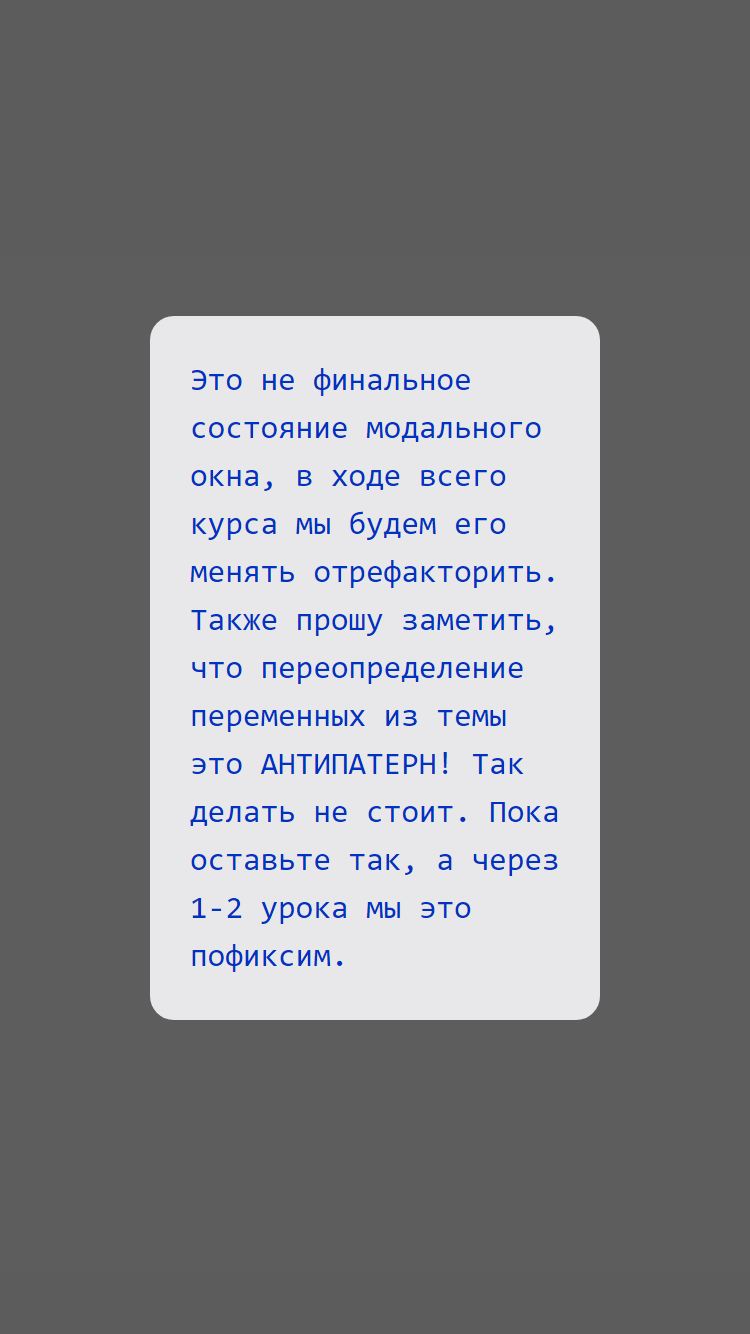 Это не финальное
состояние модального
окна, в ходе всего
курса мы будем его
менять отрефакторить.
Также прошу заметить,
что переопределение
переменных из темы
это АНТИПАТЕРН! Так
делать не стоит. Пока
оставьте так, а через
1-2 урока мы это
пофиксим.